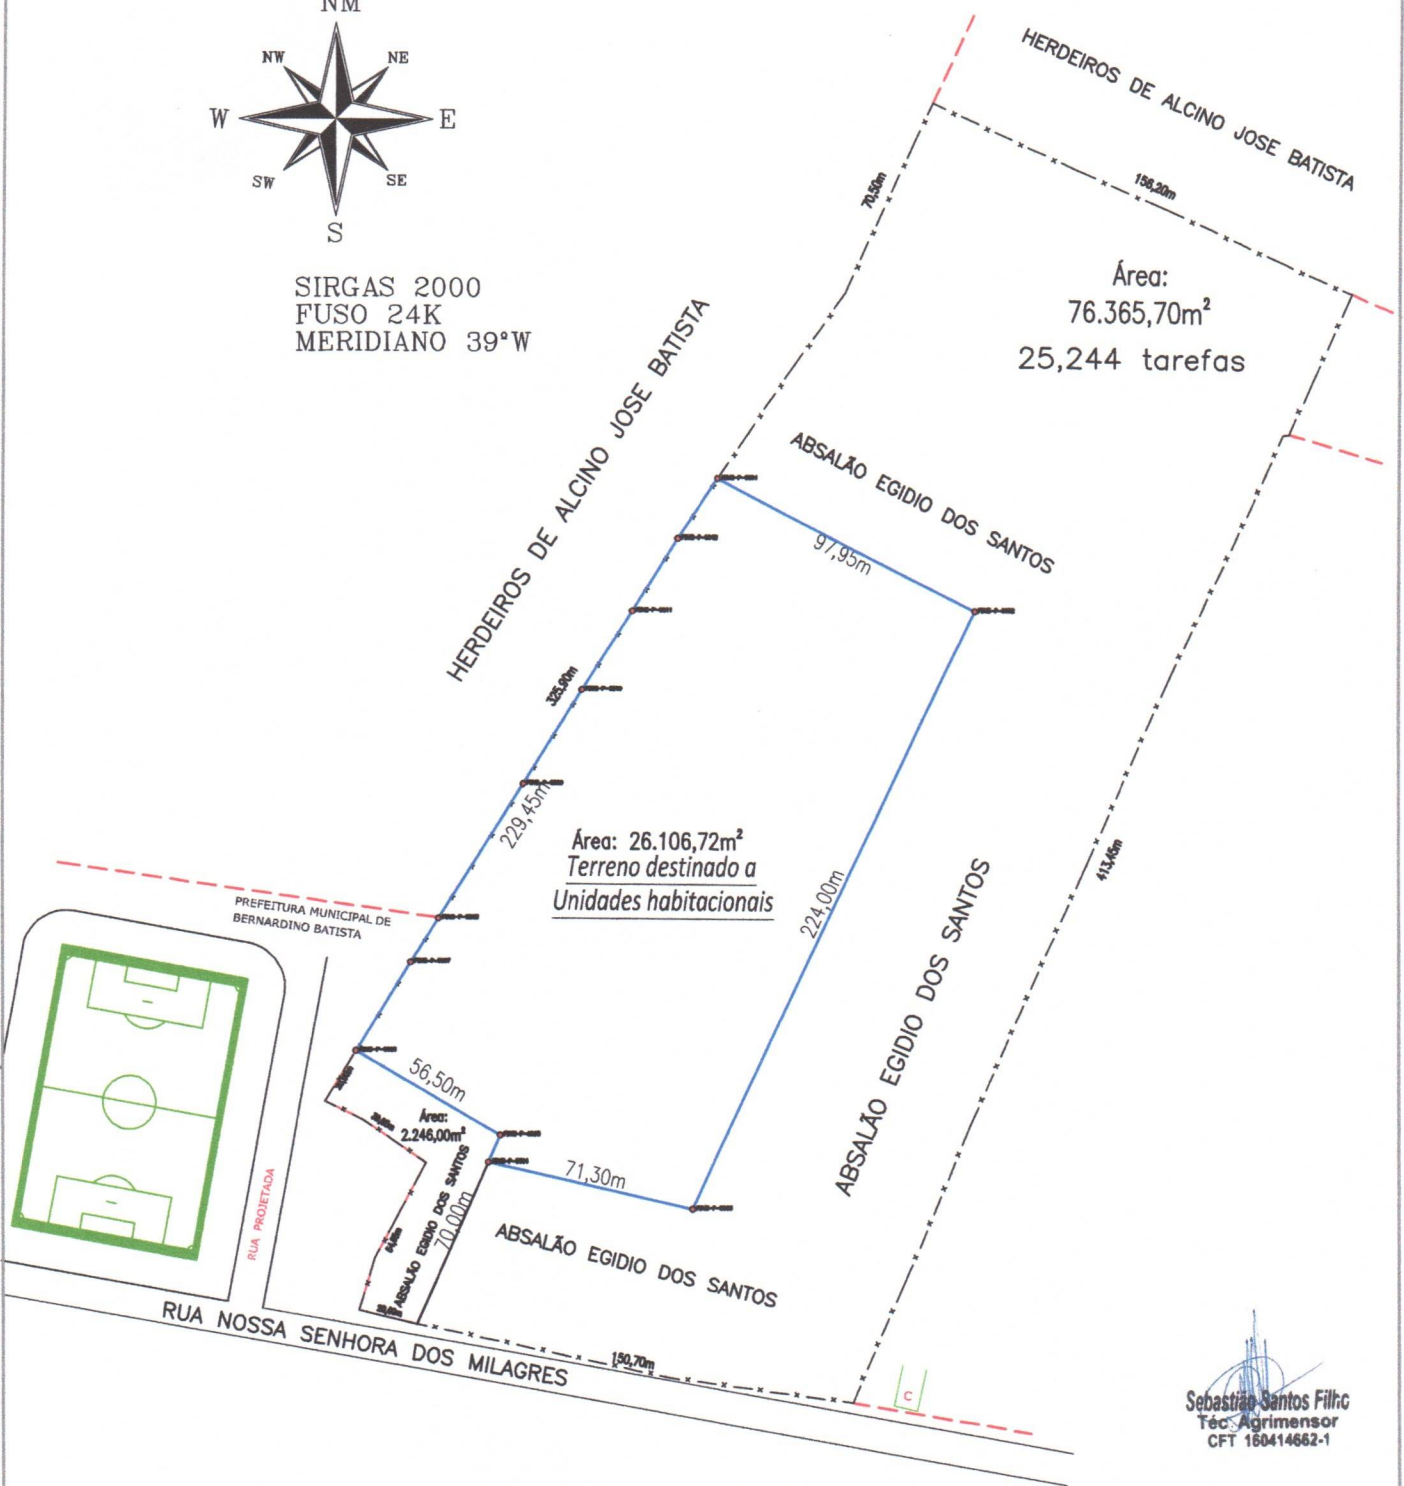 NM
NW
NE
W
E
SW
SE
S
SIRGAS 2000
FUSO 24K
MERIDIANO 39°W
HERDEIROS DE ALCINO JOSE BATISTA
70,50m
156,20m
Área:
76.365,70m²
25,244 tarefas
HERDEIROS DE ALCINO JOSE BATISTA
ABSALÃO EGIDIO DOS SANTOS
97,95m
325,90m
229,45m
Área: 26.106,72m²
Terreno destinado a
Unidades habitacionais
224,00m
413,45m
ABSALÃO EGIDIO DOS SANTOS
PREFEITURA MUNICIPAL DE
BERNARDINO BATISTA
56,50m
Área:
2.246,00m²
ABSALÃO EGIDIO DOS SANTOS
70,00m
71,30m
ABSALÃO EGIDIO DOS SANTOS
RUA PROJETADA
RUA NOSSA SENHORA DOS MILAGRES
150,70m
C
Sebastião Santos Filho
Téc. Agrimensor
CFT 160414662-1